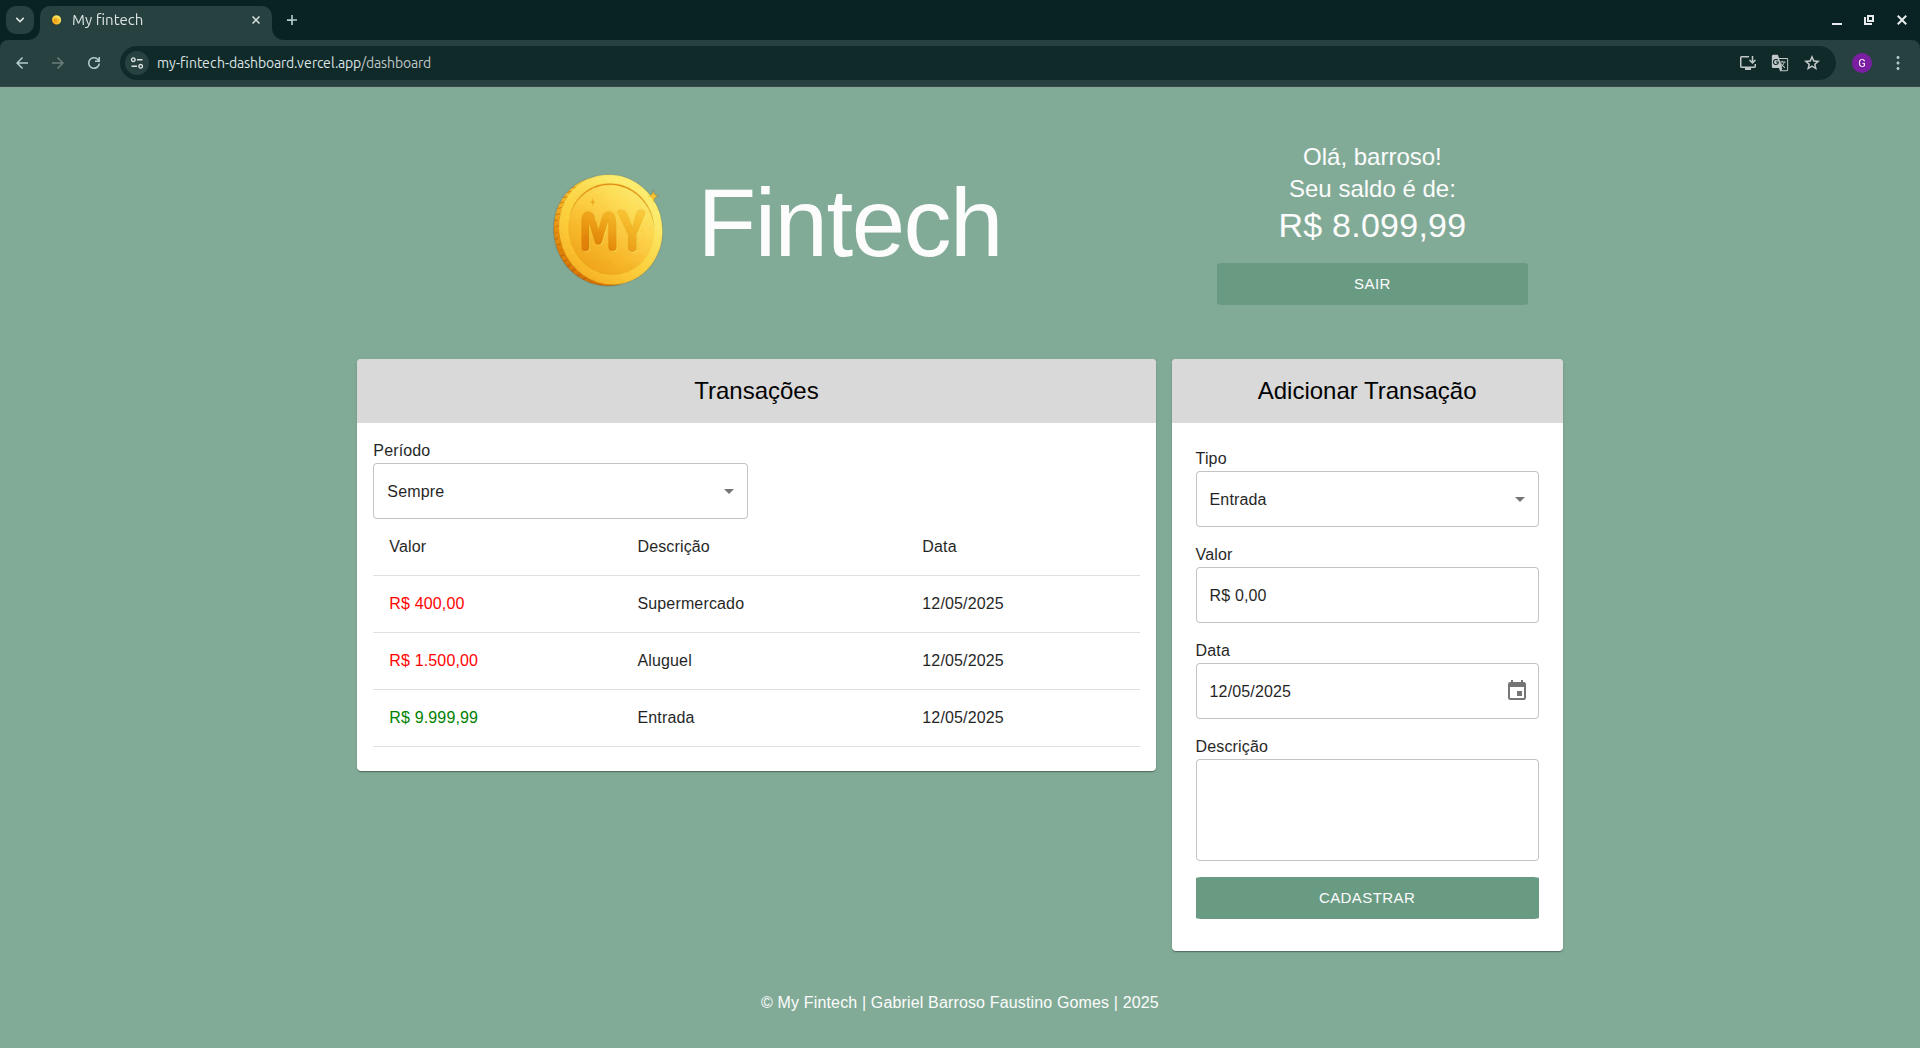 My fintech
my-fintech-dashboard.vercel.app/dashboard
G
MY
Fintech
Olá, barroso!
Seu saldo é de:
R$ 8.099,99
SAIR
Transações
Período
Sempre
Valor Descrição Data
R$ 400,00 Supermercado 12/05/2025
R$ 1.500,00 Aluguel 12/05/2025
R$ 9.999,99 Entrada 12/05/2025
Adicionar Transação
Tipo
Entrada
Valor
R$ 0,00
Data
12/05/2025
Descrição
CADASTRAR
© My Fintech | Gabriel Barroso Faustino Gomes | 2025